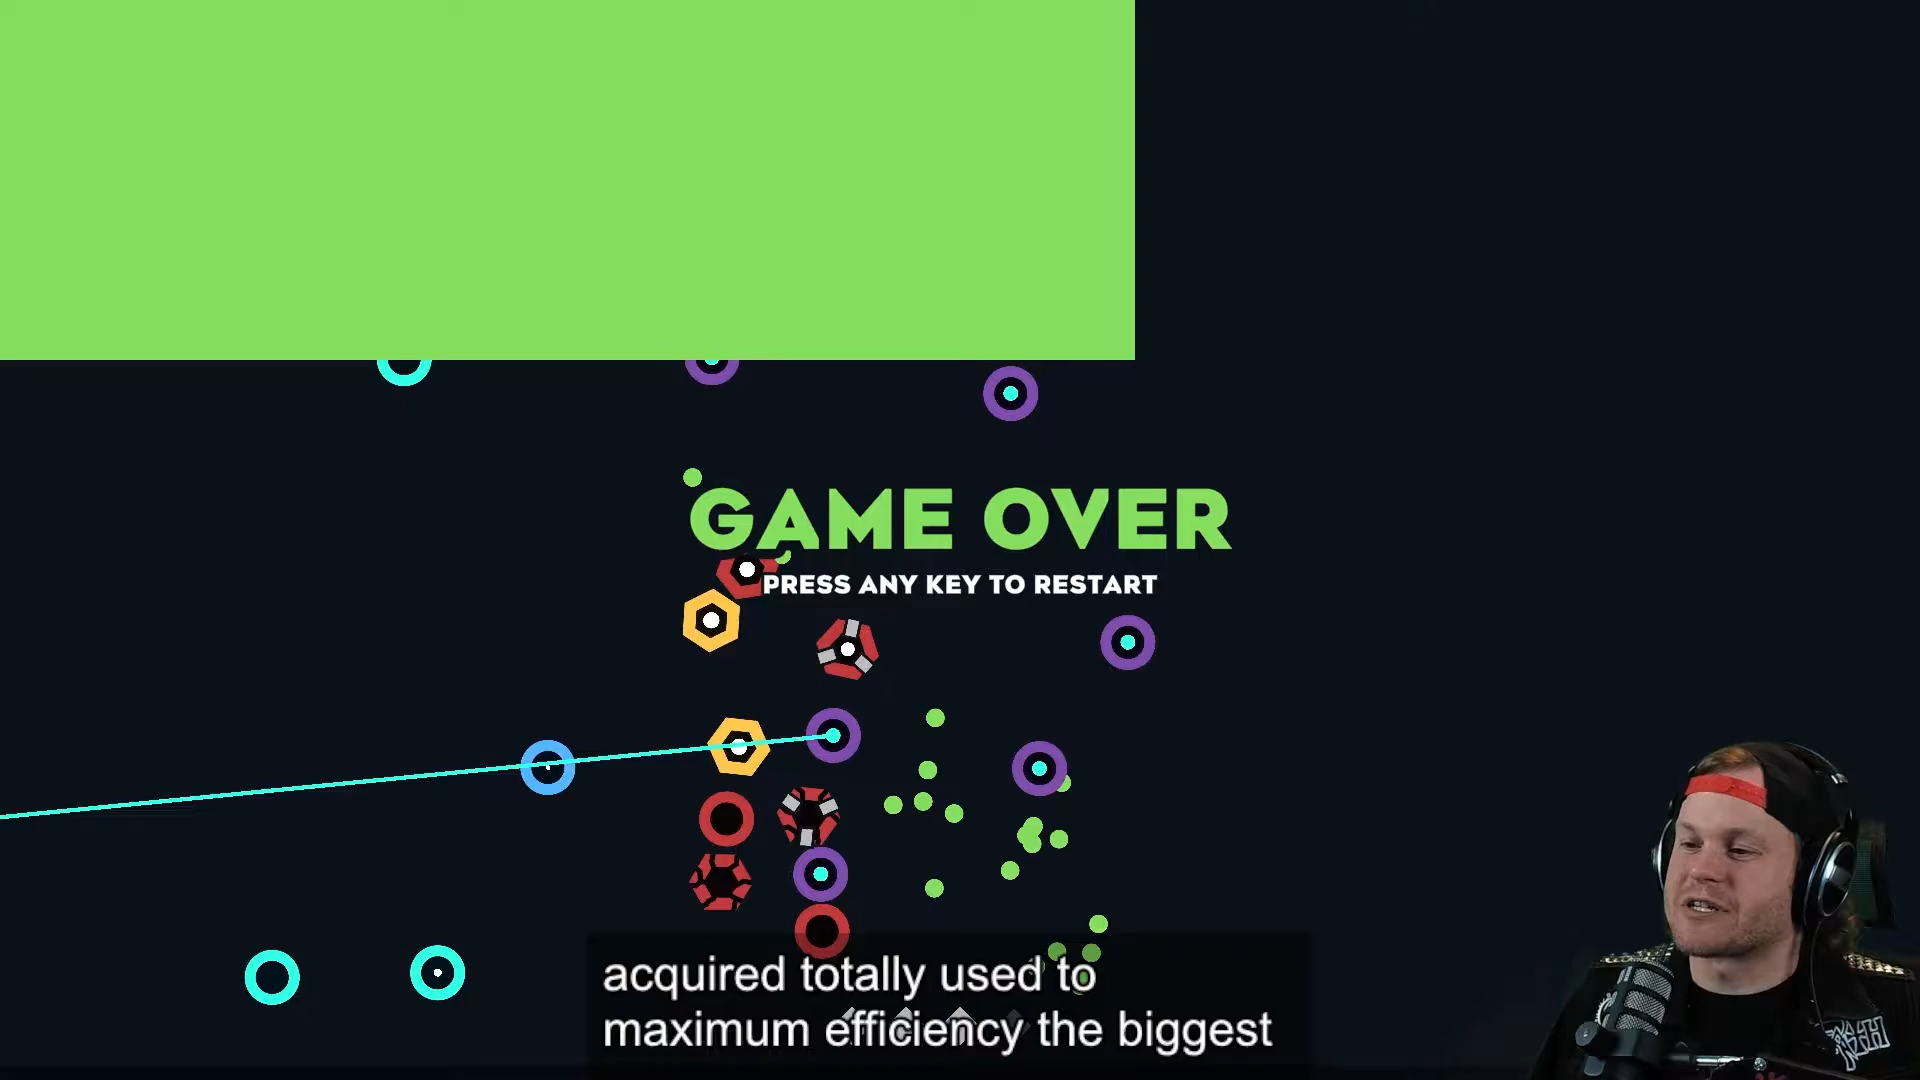 GAME OVER
PRESS ANY KEY TO RESTART
acquired totally used to
maximum efficiency the biggest